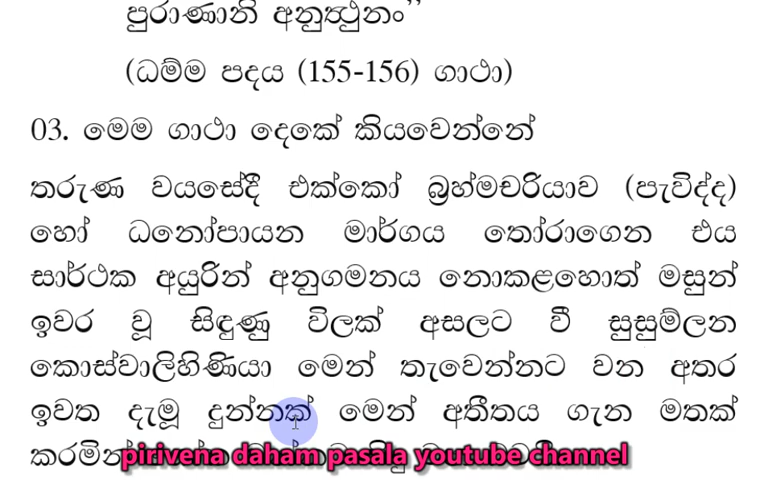 පුරාණානි අනුත්ථුනං"
(ධම්ම පදය (155-156) ගාථා)
03. මෙම ගාථා දෙකේ කියවෙන්නේ
තරුණ වයසේදී එක්කෝ බ්‍රහ්මචරියාව (පැවිද්ද)
හෝ ධනෝපායන මාර්ගය තෝරාගෙන එය
සාර්ථක අයුරින් අනුගමනය නොකළහොත් මසුන්
ඉවර වූ සිඳුණු විලක් අසලට වී සුසුම්ලන
කොස්වාලිහිණියා මෙන් තැවෙන්නට වන අතර
ඉවත දැමූ දුන්නක් මෙන් අතීතය ගැන මතක්
කරමින්
pirivena daham pasala youtube channel